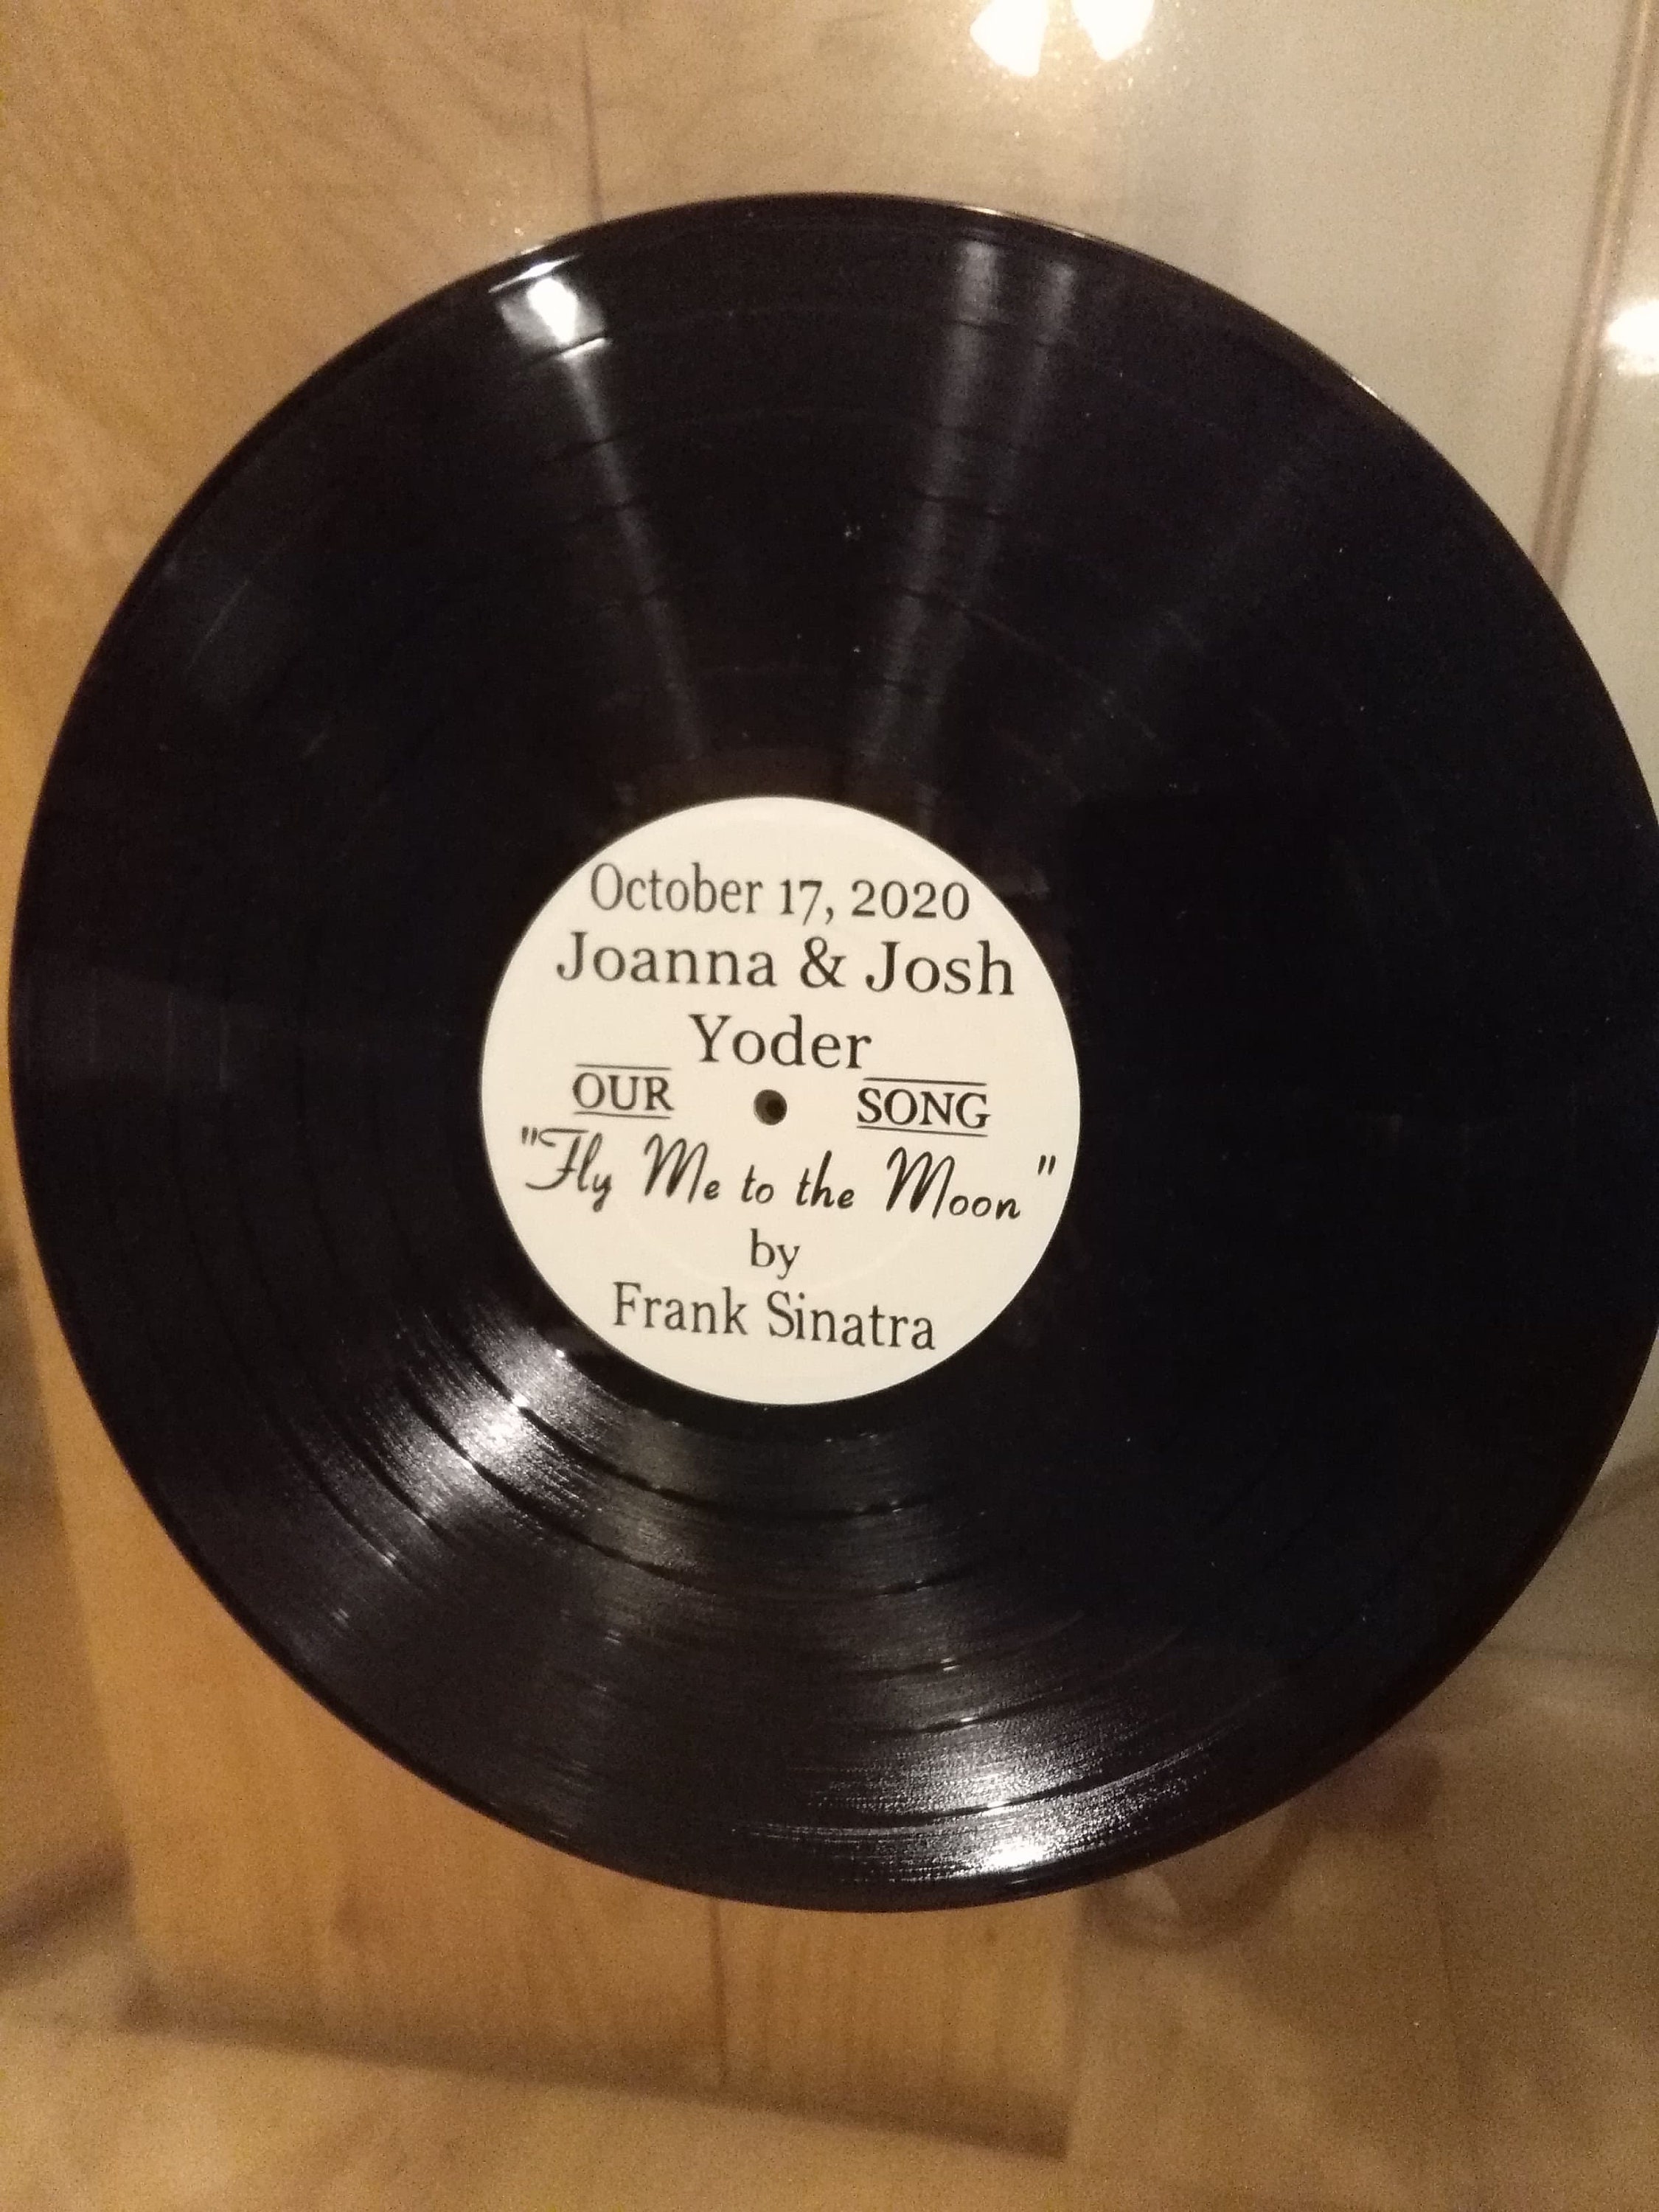 October 17, 2020
Joanna & Josh
Yoder
OUR SONG
"Fly Me to the Moon"
by
Frank Sinatra